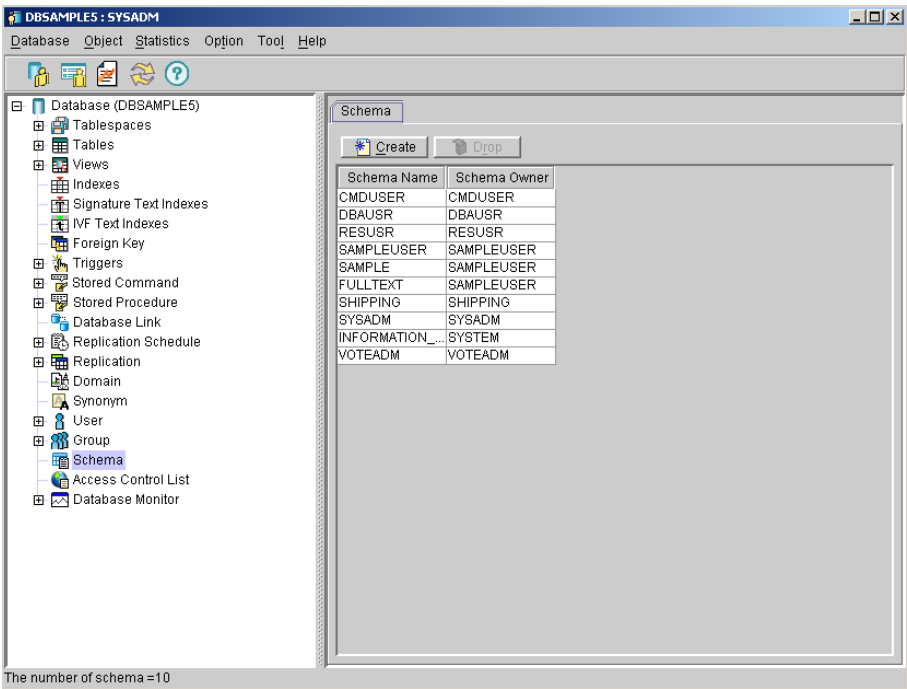 DBSAMPLE5 : SYSADM
Database Object Statistics Option Tool Help
Database (DBSAMPLE5)
Tablespaces
Tables
Views
Indexes
Signature Text Indexes
IVF Text Indexes
Foreign Key
Triggers
Stored Command
Stored Procedure
Database Link
Replication Schedule
Replication
Domain
Synonym
User
Group
Schema
Access Control List
Database Monitor
Schema
Create Drop
Schema Name Schema Owner
CMDUSER CMDUSER
DBAUSR DBAUSR
RESUSR RESUSR
SAMPLEUSER SAMPLEUSER
SAMPLE SAMPLEUSER
FULLTEXT SAMPLEUSER
SHIPPING SHIPPING
SYSADM SYSADM
INFORMATION_... SYSTEM
VOTEADM VOTEADM
The number of schema =10